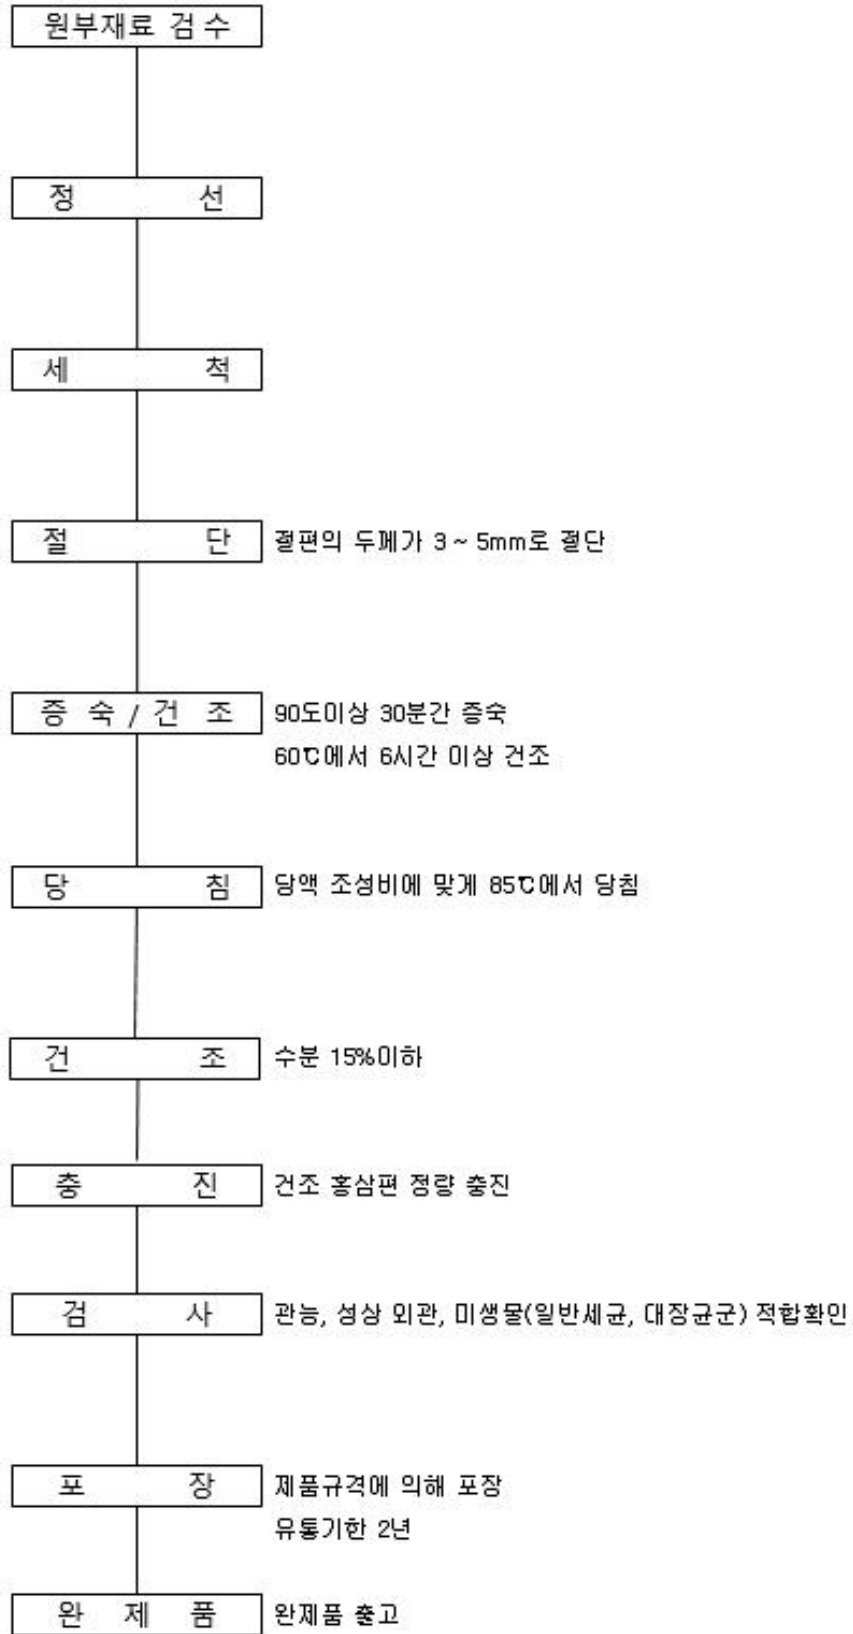 원부재료 검수
정 선
세 척
절 단
절편의 두께가 3 ~ 5mm로 절단
증 숙 / 건 조
90도이상 30분간 증숙
60℃에서 6시간 이상 건조
당 침
당액 조성비에 맞게 85℃에서 당침
건 조
수분 15%이하
충 진
건조 홍삼편 정량 충진
검 사
관능, 성상 외관, 미생물(일반세균, 대장균군) 적합확인
포 장
제품규격에 의해 포장
유통기한 2년
완 제 품
완제품 출고